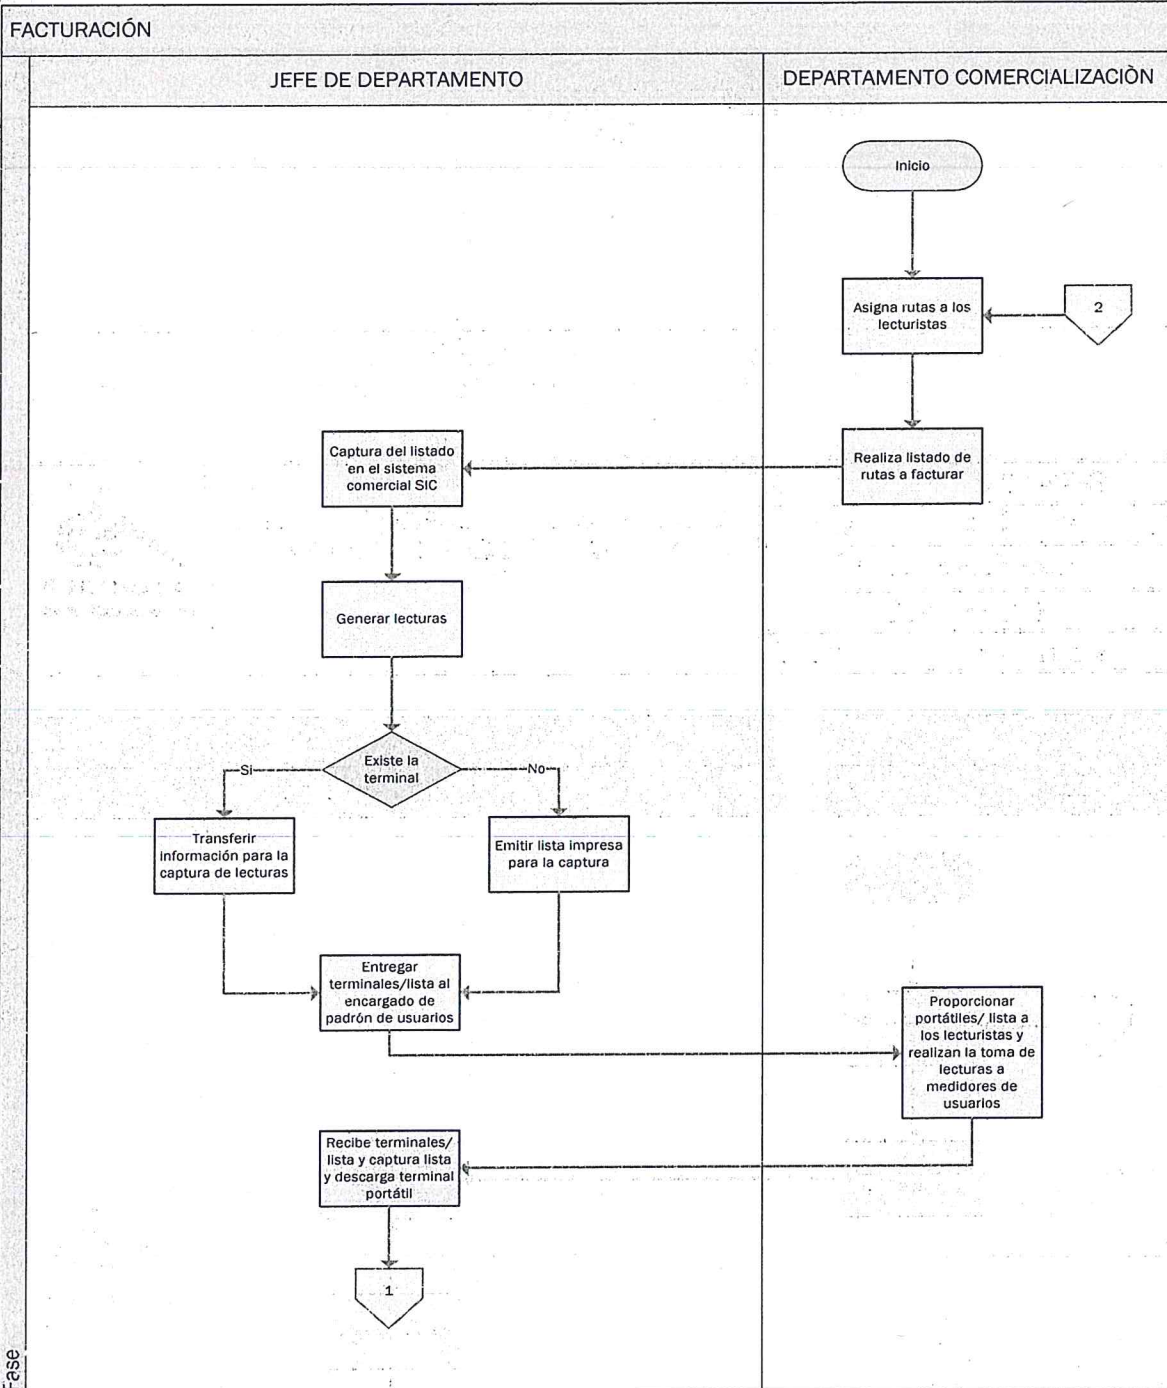 FACTURACIÓN
JEFE DE DEPARTAMENTO
DEPARTAMENTO COMERCIALIZACIÒN
Inicio
Asigna rutas a los
lecturistas
2
Realiza listado de
rutas a facturar
Captura del listado
en el sistema
comercial SIC
Generar lecturas
Existe la
terminal
Si
No
Transferir
información para la
captura de lecturas
Emitir lista impresa
para la captura
Entregar
terminales/lista al
encargado de
padrón de usuarios
Proporcionar
portátiles/ lista a
los lecturistas y
realizan la toma de
lecturas a
medidores de
usuarios
Recibe terminales/
lista y captura lista
y descarga terminal
portátil
1
Fase